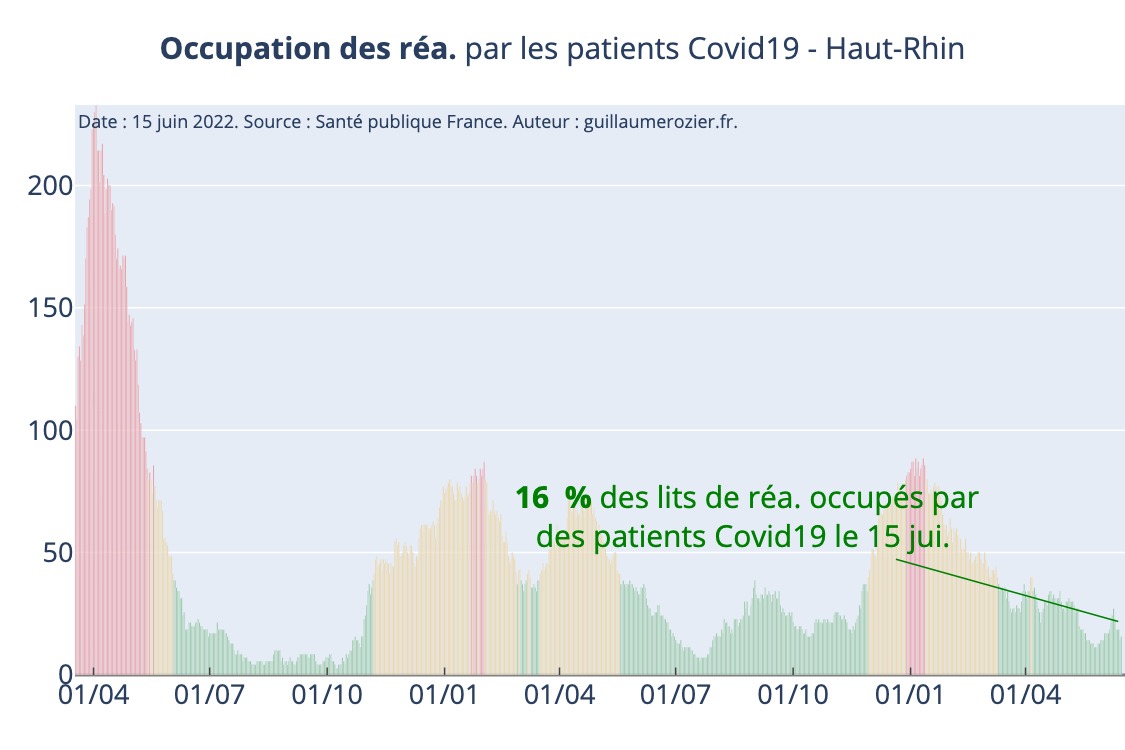 Occupation des réa. par les patients Covid19 - Haut-Rhin
Date : 15 juin 2022. Source : Santé publique France. Auteur : guillaumerozier.fr.
200
150
100
50
0
16 % des lits de réa. occupés par
des patients Covid19 le 15 jui.
01/04 01/07 01/10 01/01 01/04 01/07 01/10 01/01 01/04